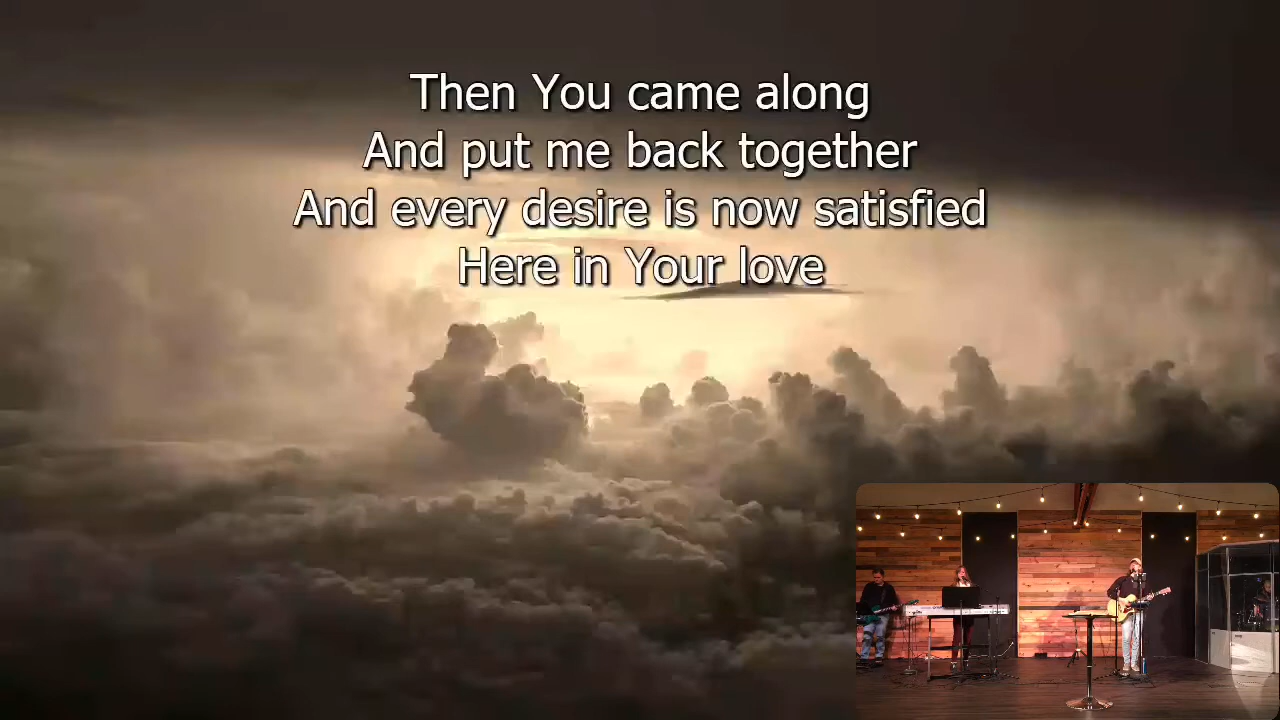 Then You came along
And put me back together
And every desire is now satisfied
Here in Your love